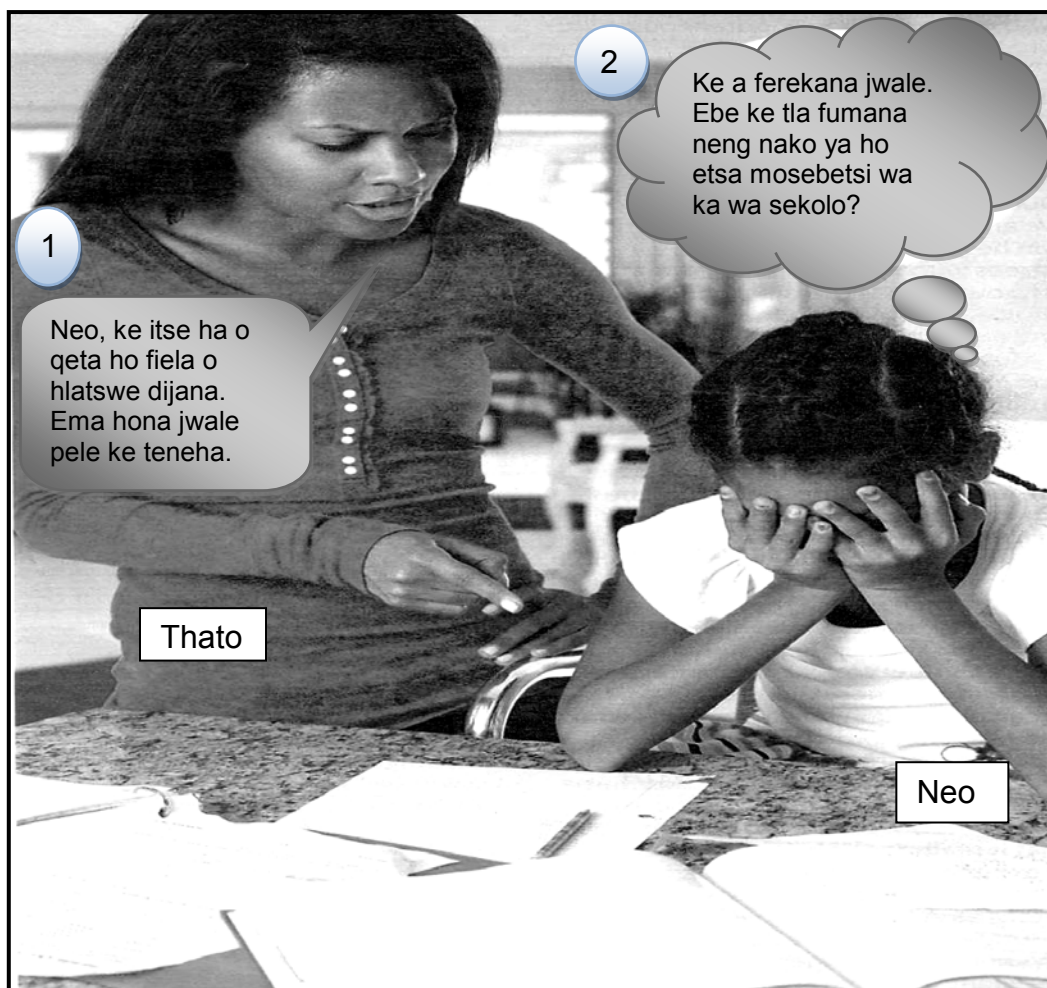 1
Neo, ke itse ha o
qeta ho fiela o
hlatswe dijana.
Ema hona jwale
pele ke teneha.
2
Ke a ferekana jwale.
Ebe ke tla fumana
neng nako ya ho
etsa mosebetsi wa
ka wa sekolo?
Thato
Neo